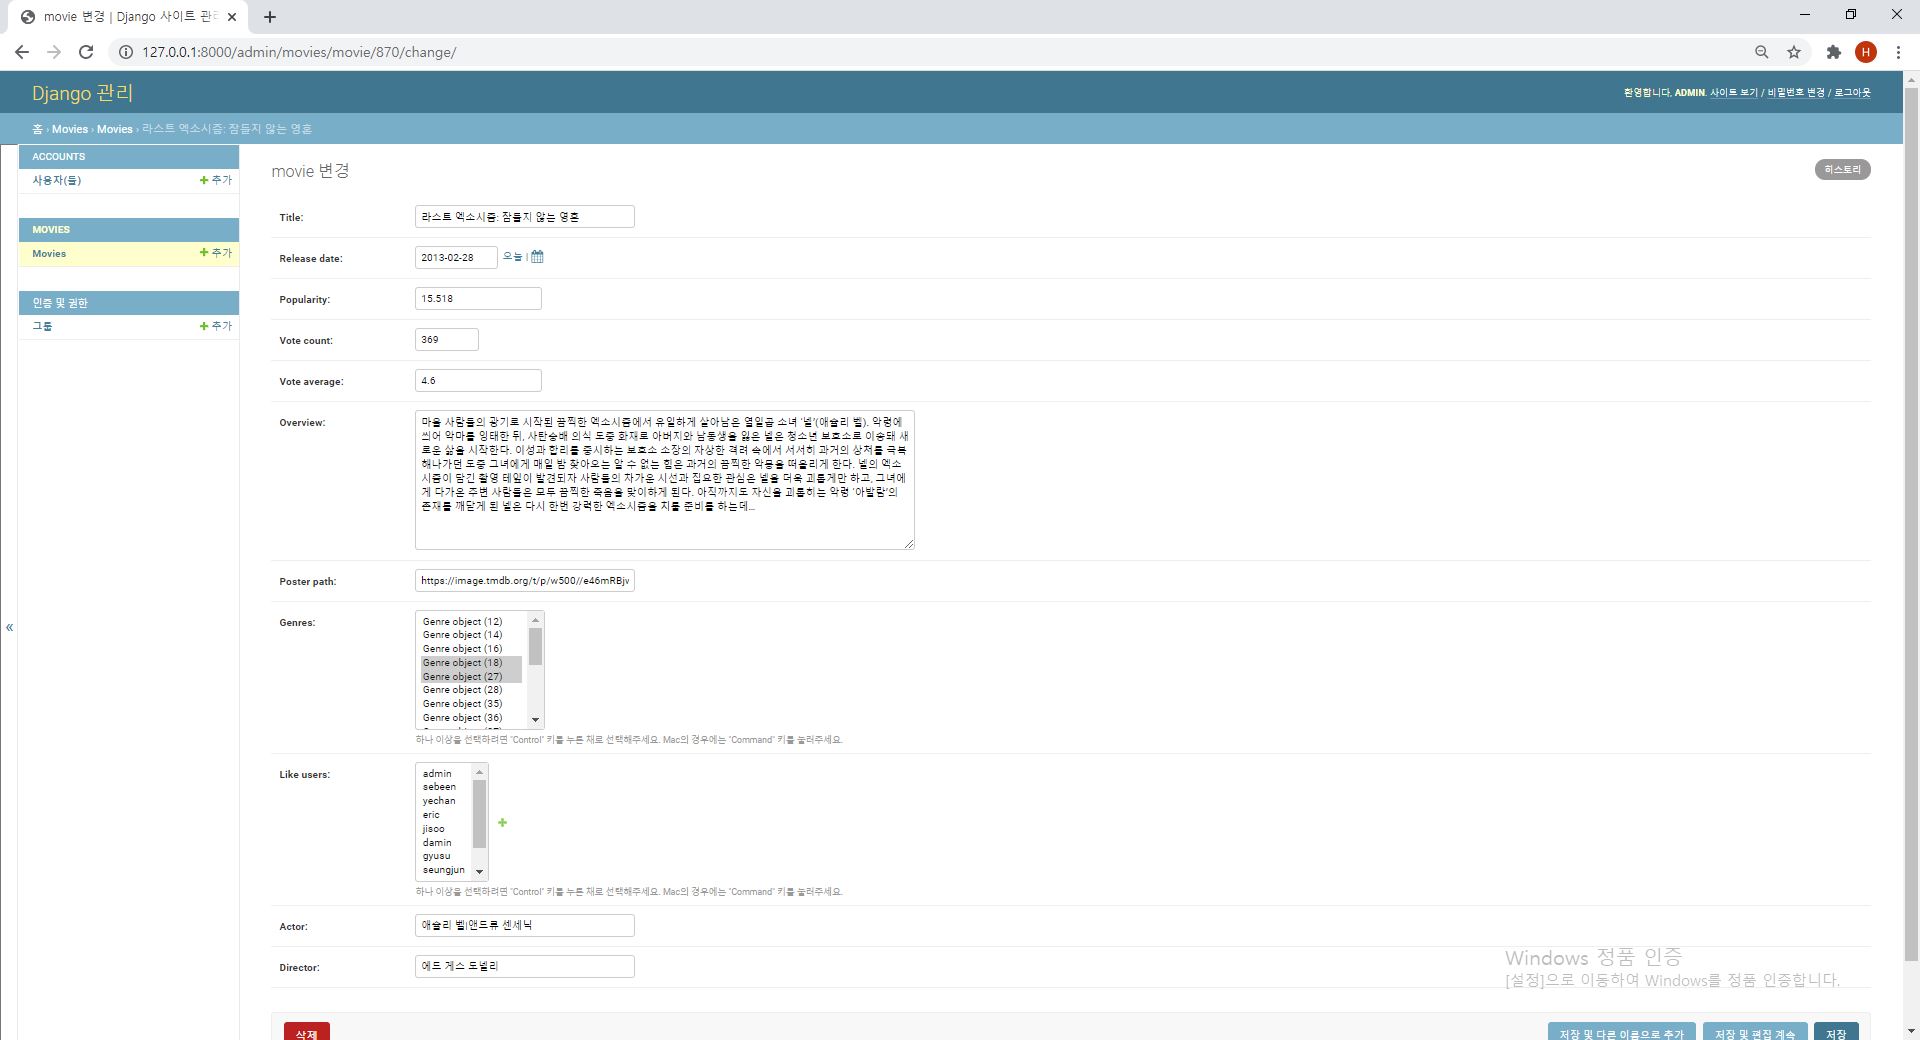 movie 변경 | Django 사이트 관리
127.0.0.1:8000/admin/movies/movie/870/change/
H
Django 관리
환영합니다, ADMIN. 사이트 보기 / 비밀번호 변경 / 로그아웃
홈 › Movies › Movies › 라스트 엑소시즘: 잠들지 않는 영혼
ACCOUNTS
사용자(들) 추가
MOVIES
Movies 추가
인증 및 권한
그룹 추가
«
movie 변경
히스토리
Title: 라스트 엑소시즘: 잠들지 않는 영혼
Release date: 2013-02-28 오늘 |
Popularity: 15.518
Vote count: 369
Vote average: 4.6
Overview:
마을 사람들의 광기로 시작된 끔찍한 엑소시즘에서 유일하게 살아남은 열일곱 소녀 ‘넬’(애슐리 벨). 악령에
씌어 악마를 잉태한 뒤, 사탄숭배 의식 도중 화재로 아버지와 남동생을 잃은 넬은 청소년 보호소로 이송돼 새
로운 삶을 시작한다. 이성과 합리를 중시하는 보호소 소장의 자상한 격려 속에서 서서히 과거의 상처를 극복
해나가던 도중 그녀에게 매일 밤 찾아오는 알 수 없는 힘은 과거의 끔찍한 악몽을 떠올리게 한다. 넬의 엑소
시즘이 담긴 촬영 테잎이 발견되자 사람들의 차가운 시선과 집요한 관심은 넬을 더욱 괴롭게만 하고, 그녀에
게 다가온 주변 사람들은 모두 끔찍한 죽음을 맞이하게 된다. 아직까지도 자신을 괴롭히는 악령 ‘아발람’의
존재를 깨닫게 된 넬은 다시 한번 강력한 엑소시즘을 치를 준비를 하는데…
Poster path: https://image.tmdb.org/t/p/w500//e46mRBjv
Genres:
Genre object (12)
Genre object (14)
Genre object (16)
Genre object (18)
Genre object (27)
Genre object (28)
Genre object (35)
Genre object (36)
하나 이상을 선택하려면 "Control" 키를 누른 채로 선택해주세요. Mac의 경우에는 "Command" 키를 눌러주세요.
Like users:
admin
sebeen
yechan
eric
jisoo
damin
gyusu
seungjun
하나 이상을 선택하려면 "Control" 키를 누른 채로 선택해주세요. Mac의 경우에는 "Command" 키를 눌러주세요.
Actor: 애슐리 벨|앤드류 센세닉
Director: 에드 게스 도넬리
Windows 정품 인증
[설정]으로 이동하여 Windows를 정품 인증합니다.
삭제
저장 및 다른 이름으로 추가
저장 및 편집 계속
저장